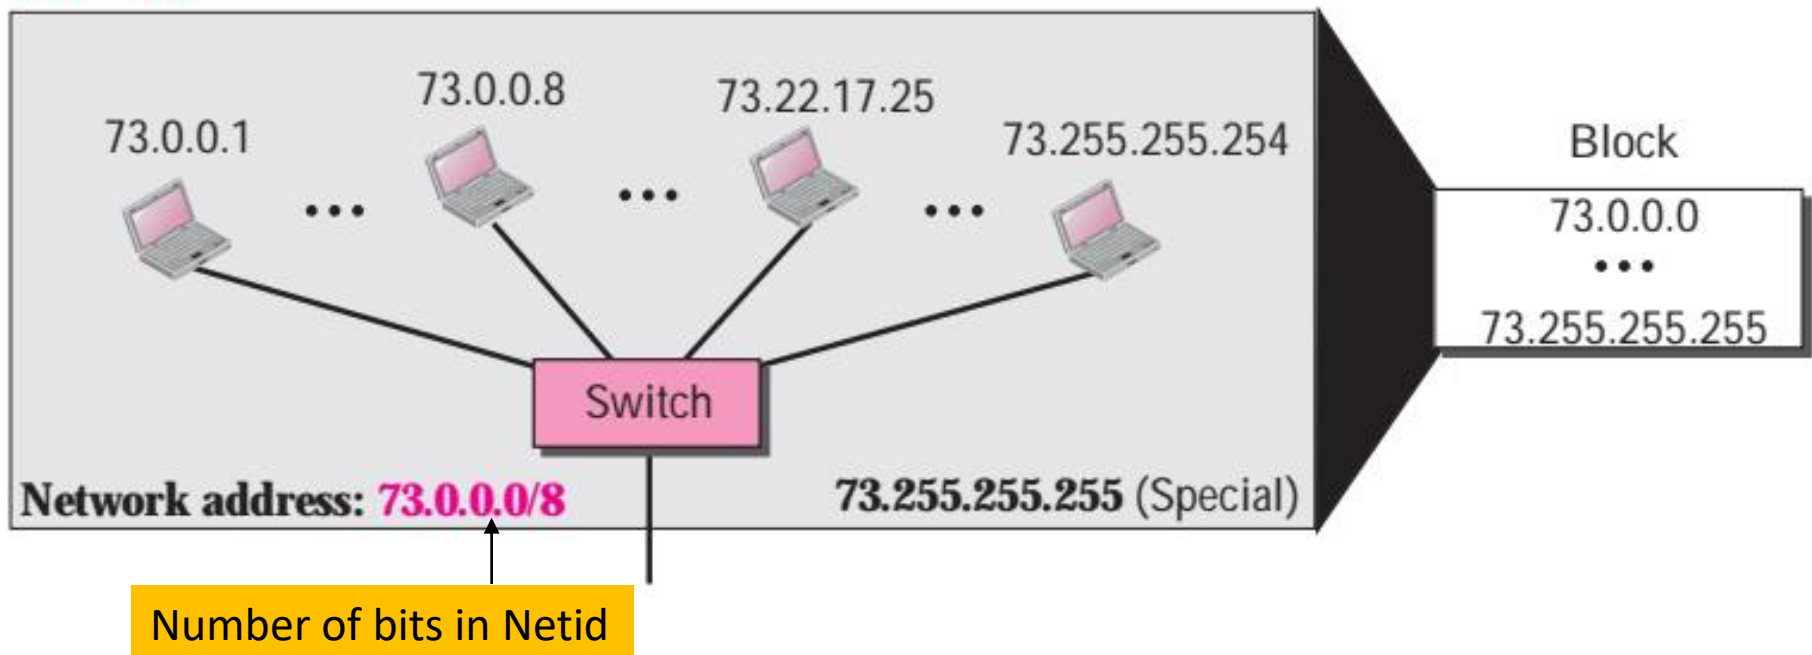 73.0.0.1
73.0.0.8
73.22.17.25
73.255.255.254
Block
73.0.0.0
73.255.255.255
Switch
Network address: 73.0.0.0/8
73.255.255.255 (Special)
Number of bits in Netid